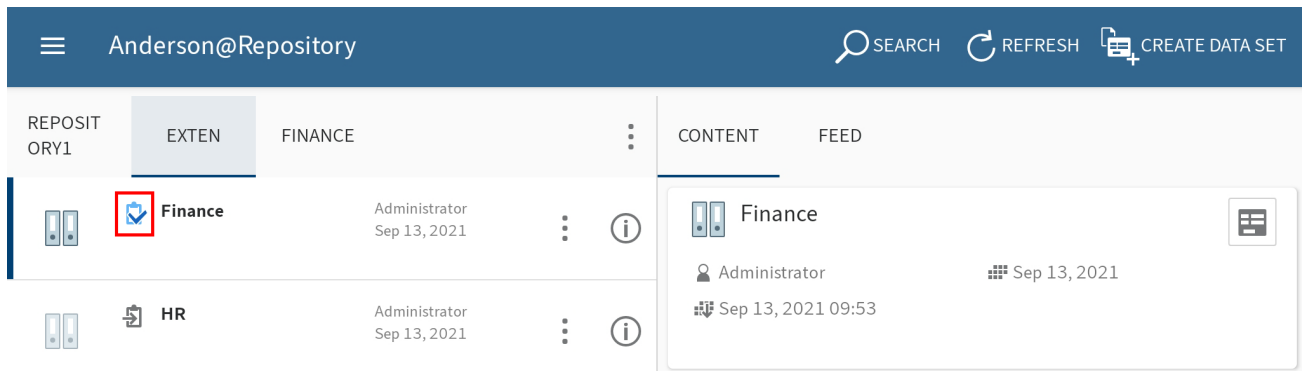 Anderson@Repository
SEARCH
REFRESH
CREATE DATA SET
REPOSIT
ORY1
EXTEN
FINANCE
CONTENT
FEED
Finance
Administrator
Sep 13, 2021
HR
Administrator
Sep 13, 2021
Finance
Administrator
Sep 13, 2021
Sep 13, 2021 09:53